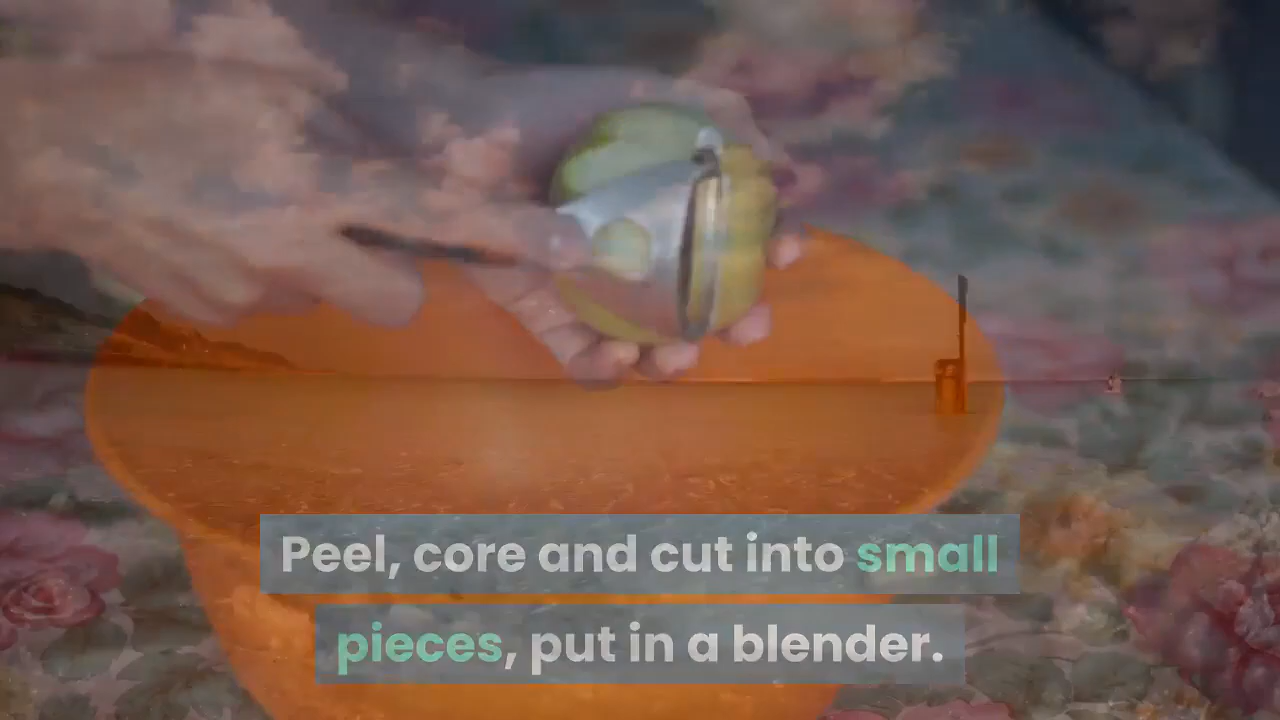 Peel, core and cut into small
pieces, put in a blender.